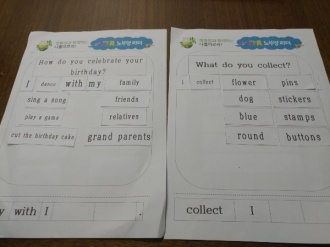 How do you celebrate your
birthday?
I dance with my family
sing a song friends
play a game relatives
cut the birthday cake grand parents
with I .
What do you collect?
I collect flower pins
dog stickers
blue stamps
round buttons
collect I